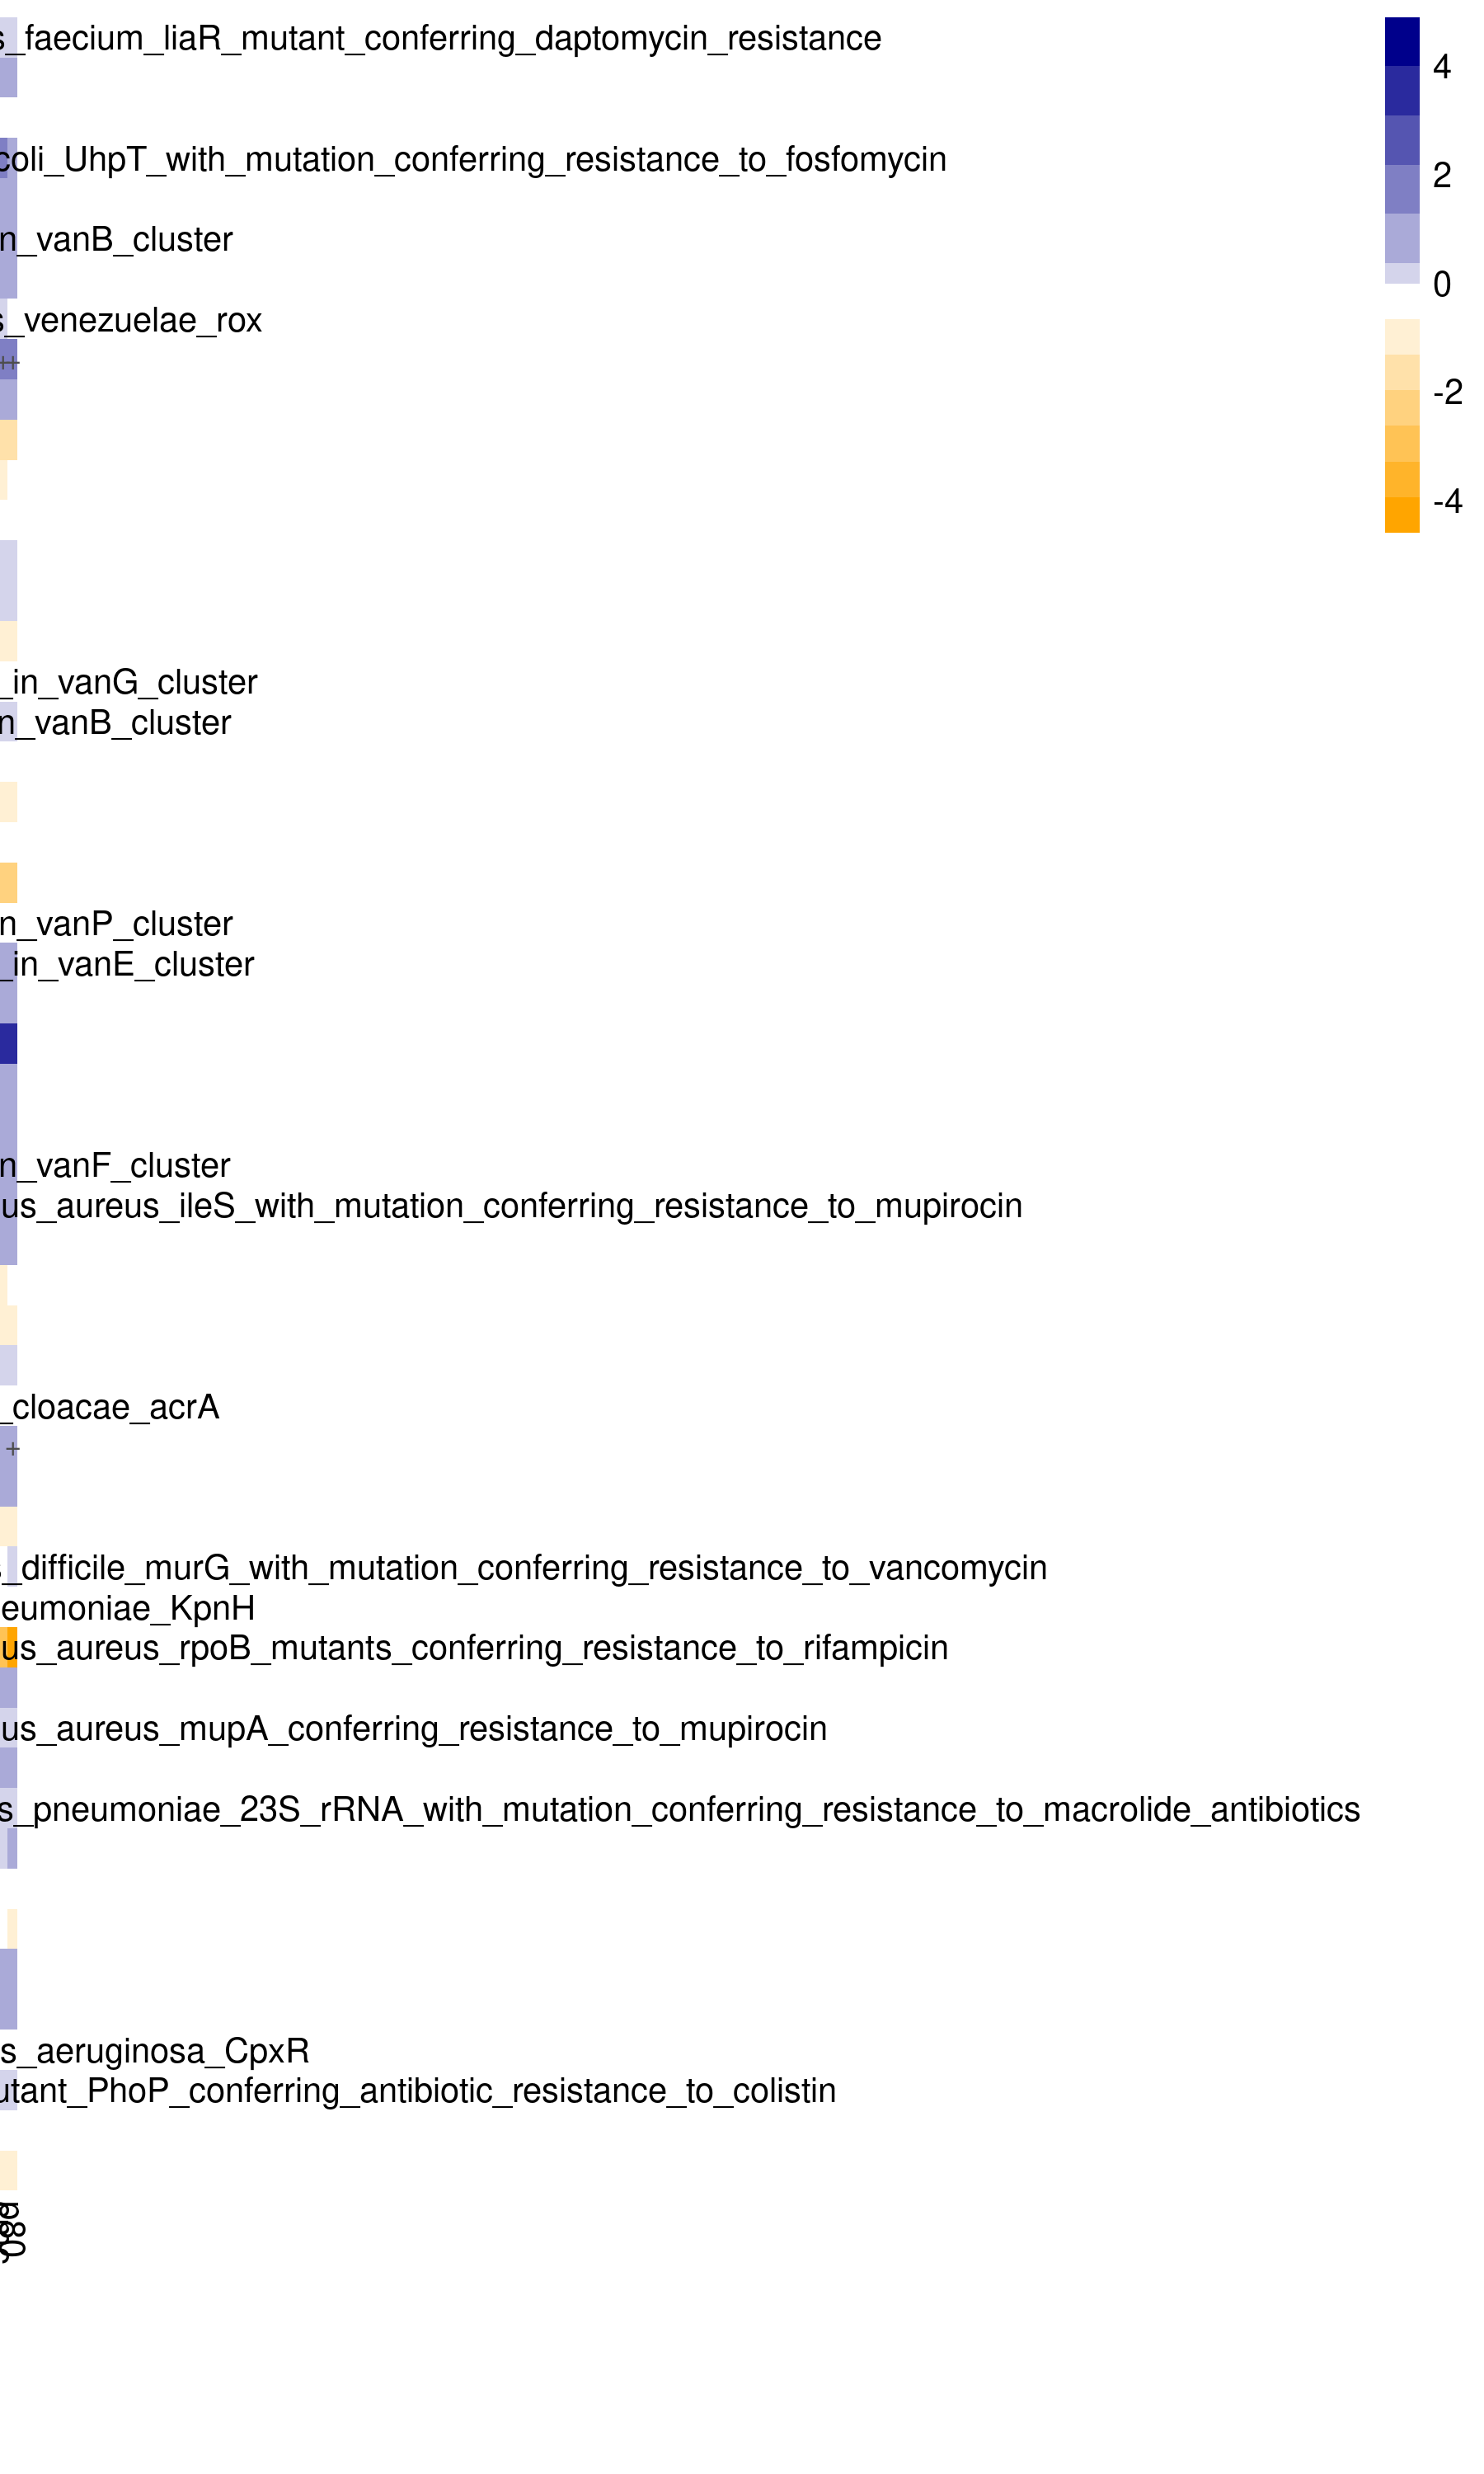 s_faecium_liaR_mutant_conferring_daptomycin_resistance
coli_UhpT_with_mutation_conferring_resistance_to_fosfomycin
n_vanB_cluster
s_venezuelae_rox
++
_in_vanG_cluster
n_vanB_cluster
n_vanP_cluster
_in_vanE_cluster
n_vanF_cluster
us_aureus_ileS_with_mutation_conferring_resistance_to_mupirocin
_cloacae_acrA
+
s_difficile_murG_with_mutation_conferring_resistance_to_vancomycin
eumoniae_KpnH
us_aureus_rpoB_mutants_conferring_resistance_to_rifampicin
us_aureus_mupA_conferring_resistance_to_mupirocin
s_pneumoniae_23S_rRNA_with_mutation_conferring_resistance_to_macrolide_antibiotics
s_aeruginosa_CpxR
utant_PhoP_conferring_antibiotic_resistance_to_colistin
4
2
0
-2
-4